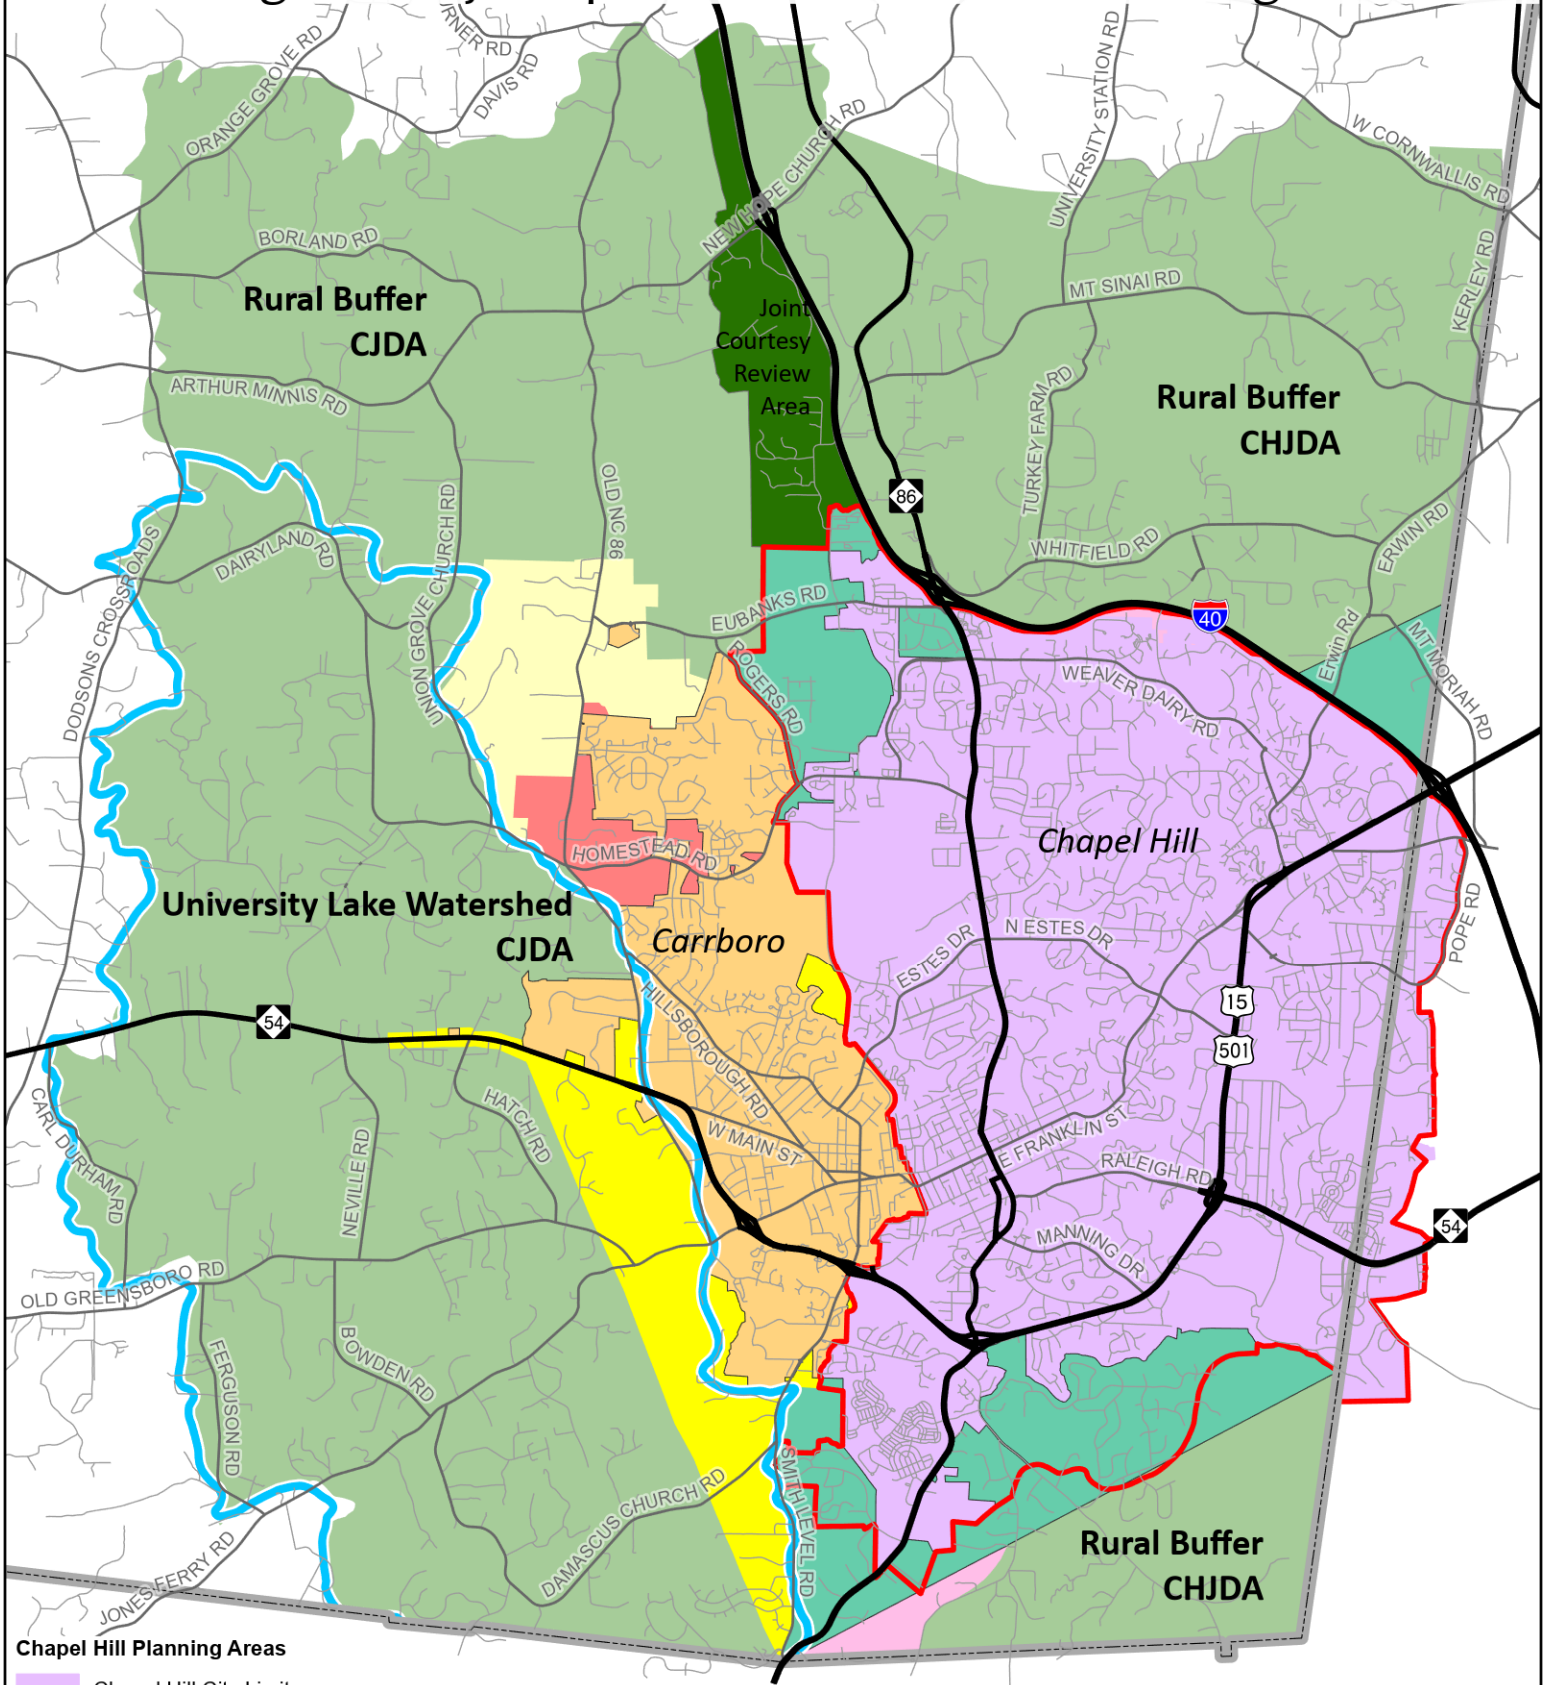 ORANGE GROVE RD
DAVIS RD
UNIVERSITY STATION RD
W CORNWALLIS RD
NEW HOPE CHURCH RD
BORLAND RD
KERLEY RD
MT SINAI RD
Rural Buffer
CJDA
Joint
Courtesy
Review
Area
ARTHUR MINNIS RD
Rural Buffer
CHJDA
TURKEY FARM RD
OLD NC 86
86
DAIRYLAND RD
UNION GROVE CHURCH RD
WHITFIELD RD
ERWIN RD
DODSONS CROSSROADS
EUBANKS RD
40
ROGERS RD
Erwin Rd
MT MORIAH RD
WEAVER DAIRY RD
HOMESTEAD RD
Chapel Hill
University Lake Watershed
CJDA
Carrboro
ESTES DR
N ESTES DR
POPE RD
HILLSBOROUGH RD
15
54
501
CARL DURHAM RD
HATCH RD
NEVILLE RD
W MAIN ST
E FRANKLIN ST
RALEIGH RD
54
MANNING DR
OLD GREENSBORO RD
BOWDEN RD
FERGUSON RD
SMITH LEVEL RD
DAMASCUS CHURCH RD
JONES FERRY RD
Rural Buffer
CHJDA
Chapel Hill Planning Areas